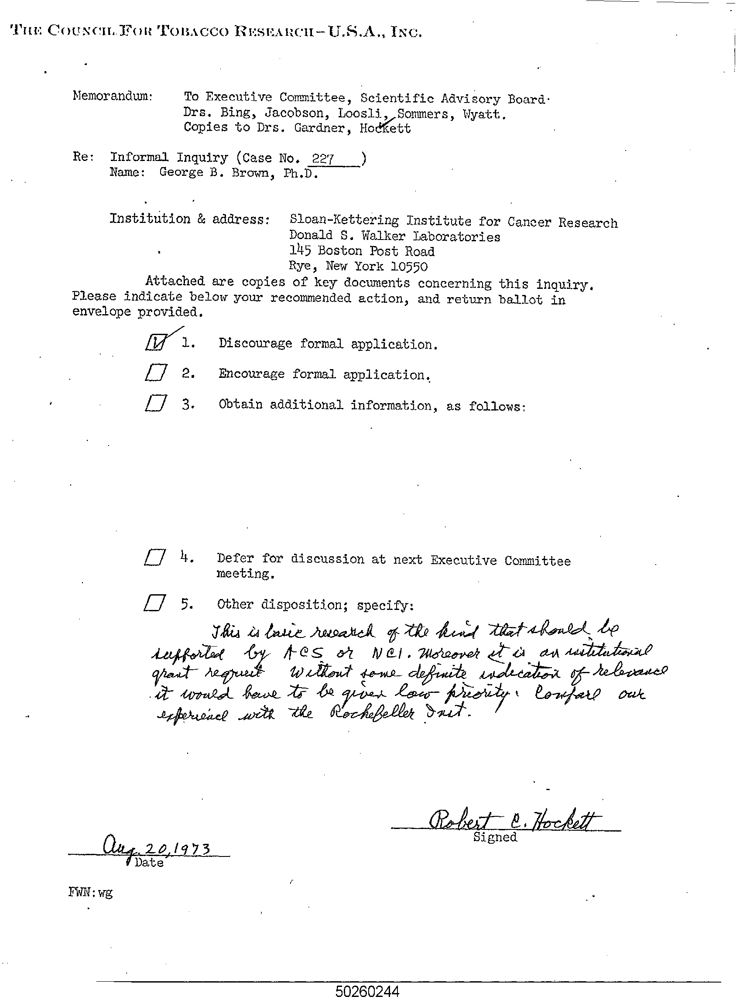 THE COUNCIL FOR TOBACCO RESEARCH-U.S.A., INC.
Memorandum: To Executive Committee, Scientific Advisory Board
Drs. Bing, Jacobson, Loosli, Sommers, Wyatt.
Copies to Drs. Gardner, Hockett
Re: Informal Inquiry (Case No. 227 )
Name: George B. Brown, Ph.D.
Institution & address: Sloan-Kettering Institute for Cancer Research
Donald S. Walker Laboratories
145 Boston Post Road
Rye, New York 10550
Attached are copies of key documents concerning this inquiry.
Please indicate below your recommended action, and return ballot in
envelope provided.
1. Discourage formal application.
2. Encourage formal application.
3. Obtain additional information, as follows:
4. Defer for discussion at next Executive Committee
meeting.
5. Other disposition; specify:
This is basic research of the kind that should be
supported by ACS or NCI. Moreover it is an institutional
grant request Without some definite indication of relevance
it would have to be given low priority. Compare our
experience with the Rockefeller Inst.
Robert C. Hockett
Signed
Aug. 20, 1973
Date
FWN:wg
50260244